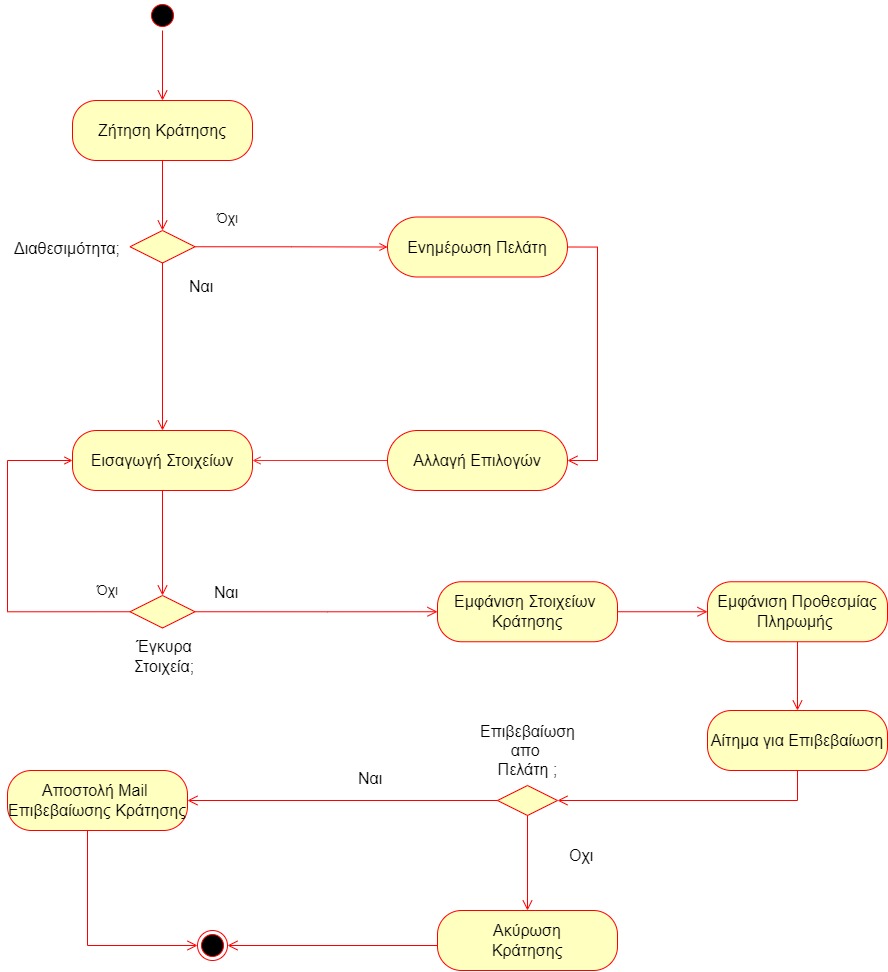 Ζήτηση Κράτησης
Όχι
Διαθεσιμότητα;
Ενημέρωση Πελάτη
Ναι
Εισαγωγή Στοιχείων
Αλλαγή Επιλογών
Όχι
Ναι
Έγκυρα
Στοιχεία;
Εμφάνιση Στοιχείων
Κράτησης
Εμφάνιση Προθεσμίας
Πληρωμής
Αίτημα για Επιβεβαίωση
Επιβεβαίωση
απο
Πελάτη ;
Ναι
Αποστολή Mail
Επιβεβαίωσης Κράτησης
Οχι
Ακύρωση
Κράτησης